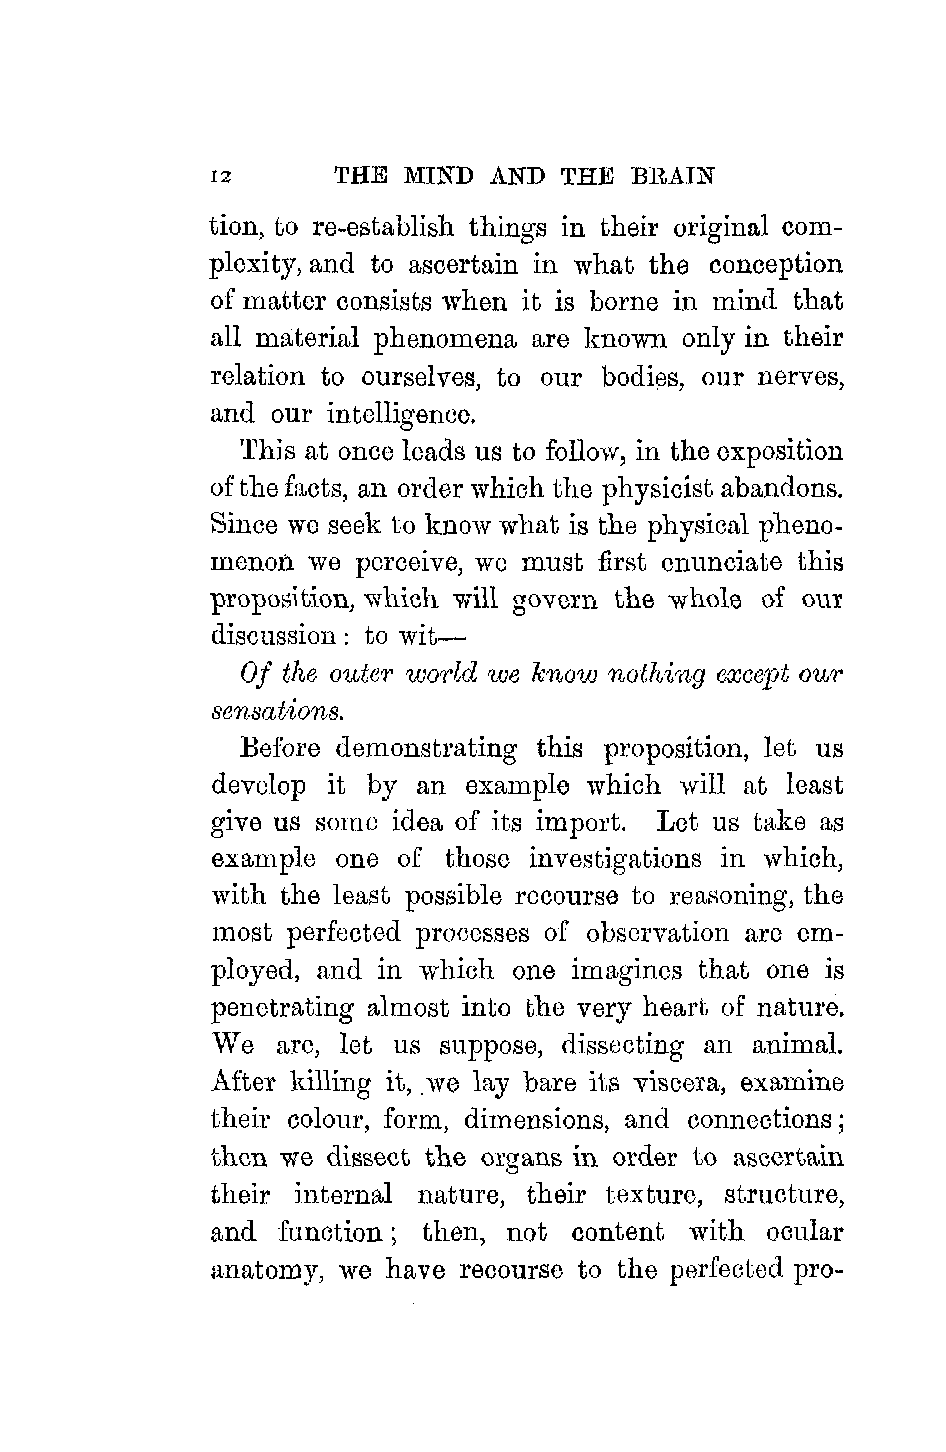 12 THE MIND AND THE BRAIN
tion, to re-establish things in their original com-
plexity, and to ascertain in what the conception
of matter consists when it is borne in mind that
all material phenomena are known only in their
relation to ourselves, to our bodies, our nerves,
and our intelligence.
This at once leads us to follow, in the exposition
of the facts, an order which the physicist abandons.
Since we seek to know what is the physical pheno-
menon we perceive, we must first enunciate this
proposition, which will govern the whole of our
discussion: to wit—
Of the outer world we know nothing except our
sensations.
Before demonstrating this proposition, let us
develop it by an example which will at least
give us some idea of its import. Let us take as
example one of those investigations in which,
with the least possible recourse to reasoning, the
most perfected processes of observation are em-
ployed, and in which one imagines that one is
penetrating almost into the very heart of nature.
We are, let us suppose, dissecting an animal.
After killing it, we lay bare its viscera, examine
their colour, form, dimensions, and connections;
then we dissect the organs in order to ascertain
their internal nature, their texture, structure,
and function; then, not content with ocular
anatomy, we have recourse to the perfected pro-